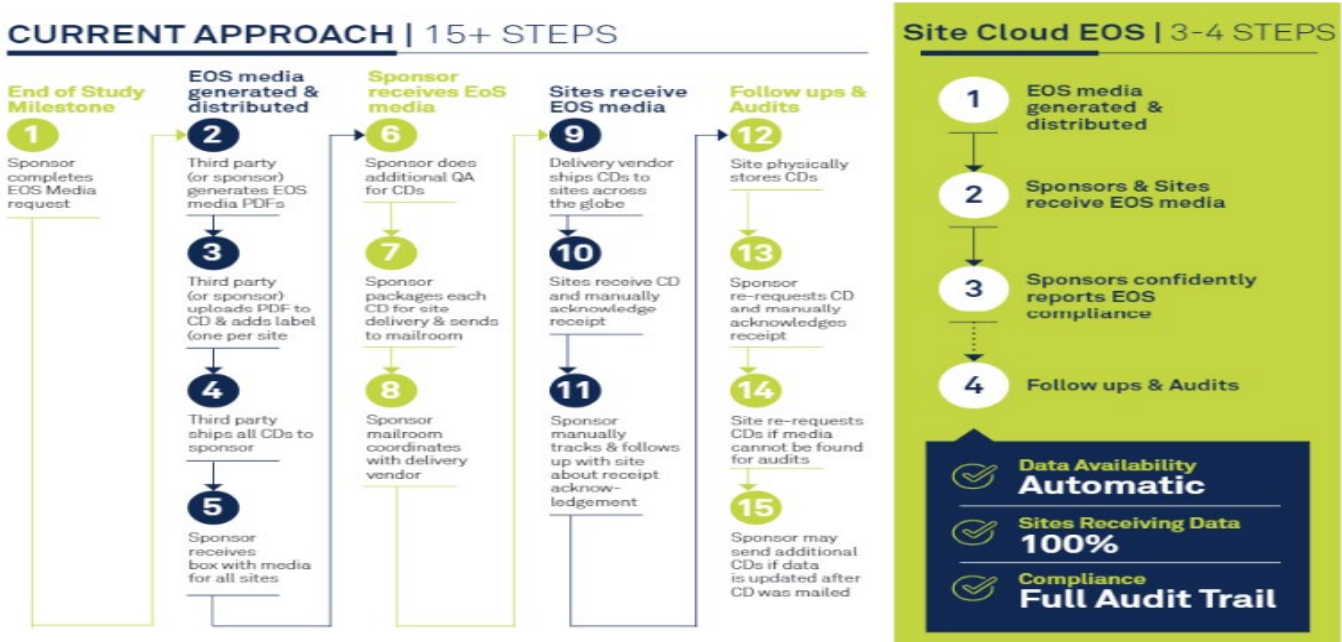 CURRENT APPROACH | 15+ STEPS
End of Study
Milestone
1
Sponsor
completes
EOS Media
request
EOS media
generated &
distributed
2
Third party
(or sponsor)
generates EOS
media PDFs
3
Third party
(or sponsor)
uploads PDF to
CD & adds label
(one per site
4
Third party
ships all CDs to
sponsor
5
Sponsor
receives
box with media
for all sites
Sponsor
receives EoS
media
6
Sponsor does
additional QA
for CDs
7
Sponsor
packages each
CD for site
delivery & sends
to mailroom
8
Sponsor
mailroom
coordinates
with delivery
vendor
Sites receive
EOS media
9
Delivery vendor
ships CDs to
sites across
the globe
10
Sites receive CD
and manually
acknowledge
receipt
11
Sponsor
manually
tracks & follows
up with site
about receipt
acknow-
ledgement
Follow ups &
Audits
12
Site physically
stores CDs
13
Sponsor
re-requests CD
and manually
acknowledges
receipt
14
Site re-requests
CDs if media
cannot be found
for audits
15
Sponsor may
send additional
CDs if data
is updated after
CD was mailed
Site Cloud EOS | 3-4 STEPS
1
EOS media
generated &
distributed
2
Sponsors & Sites
receive EOS media
3
Sponsors confidently
reports EOS
compliance
4
Follow ups & Audits
Data Availability
Automatic
Sites Receiving Data
100%
Compliance
Full Audit Trail